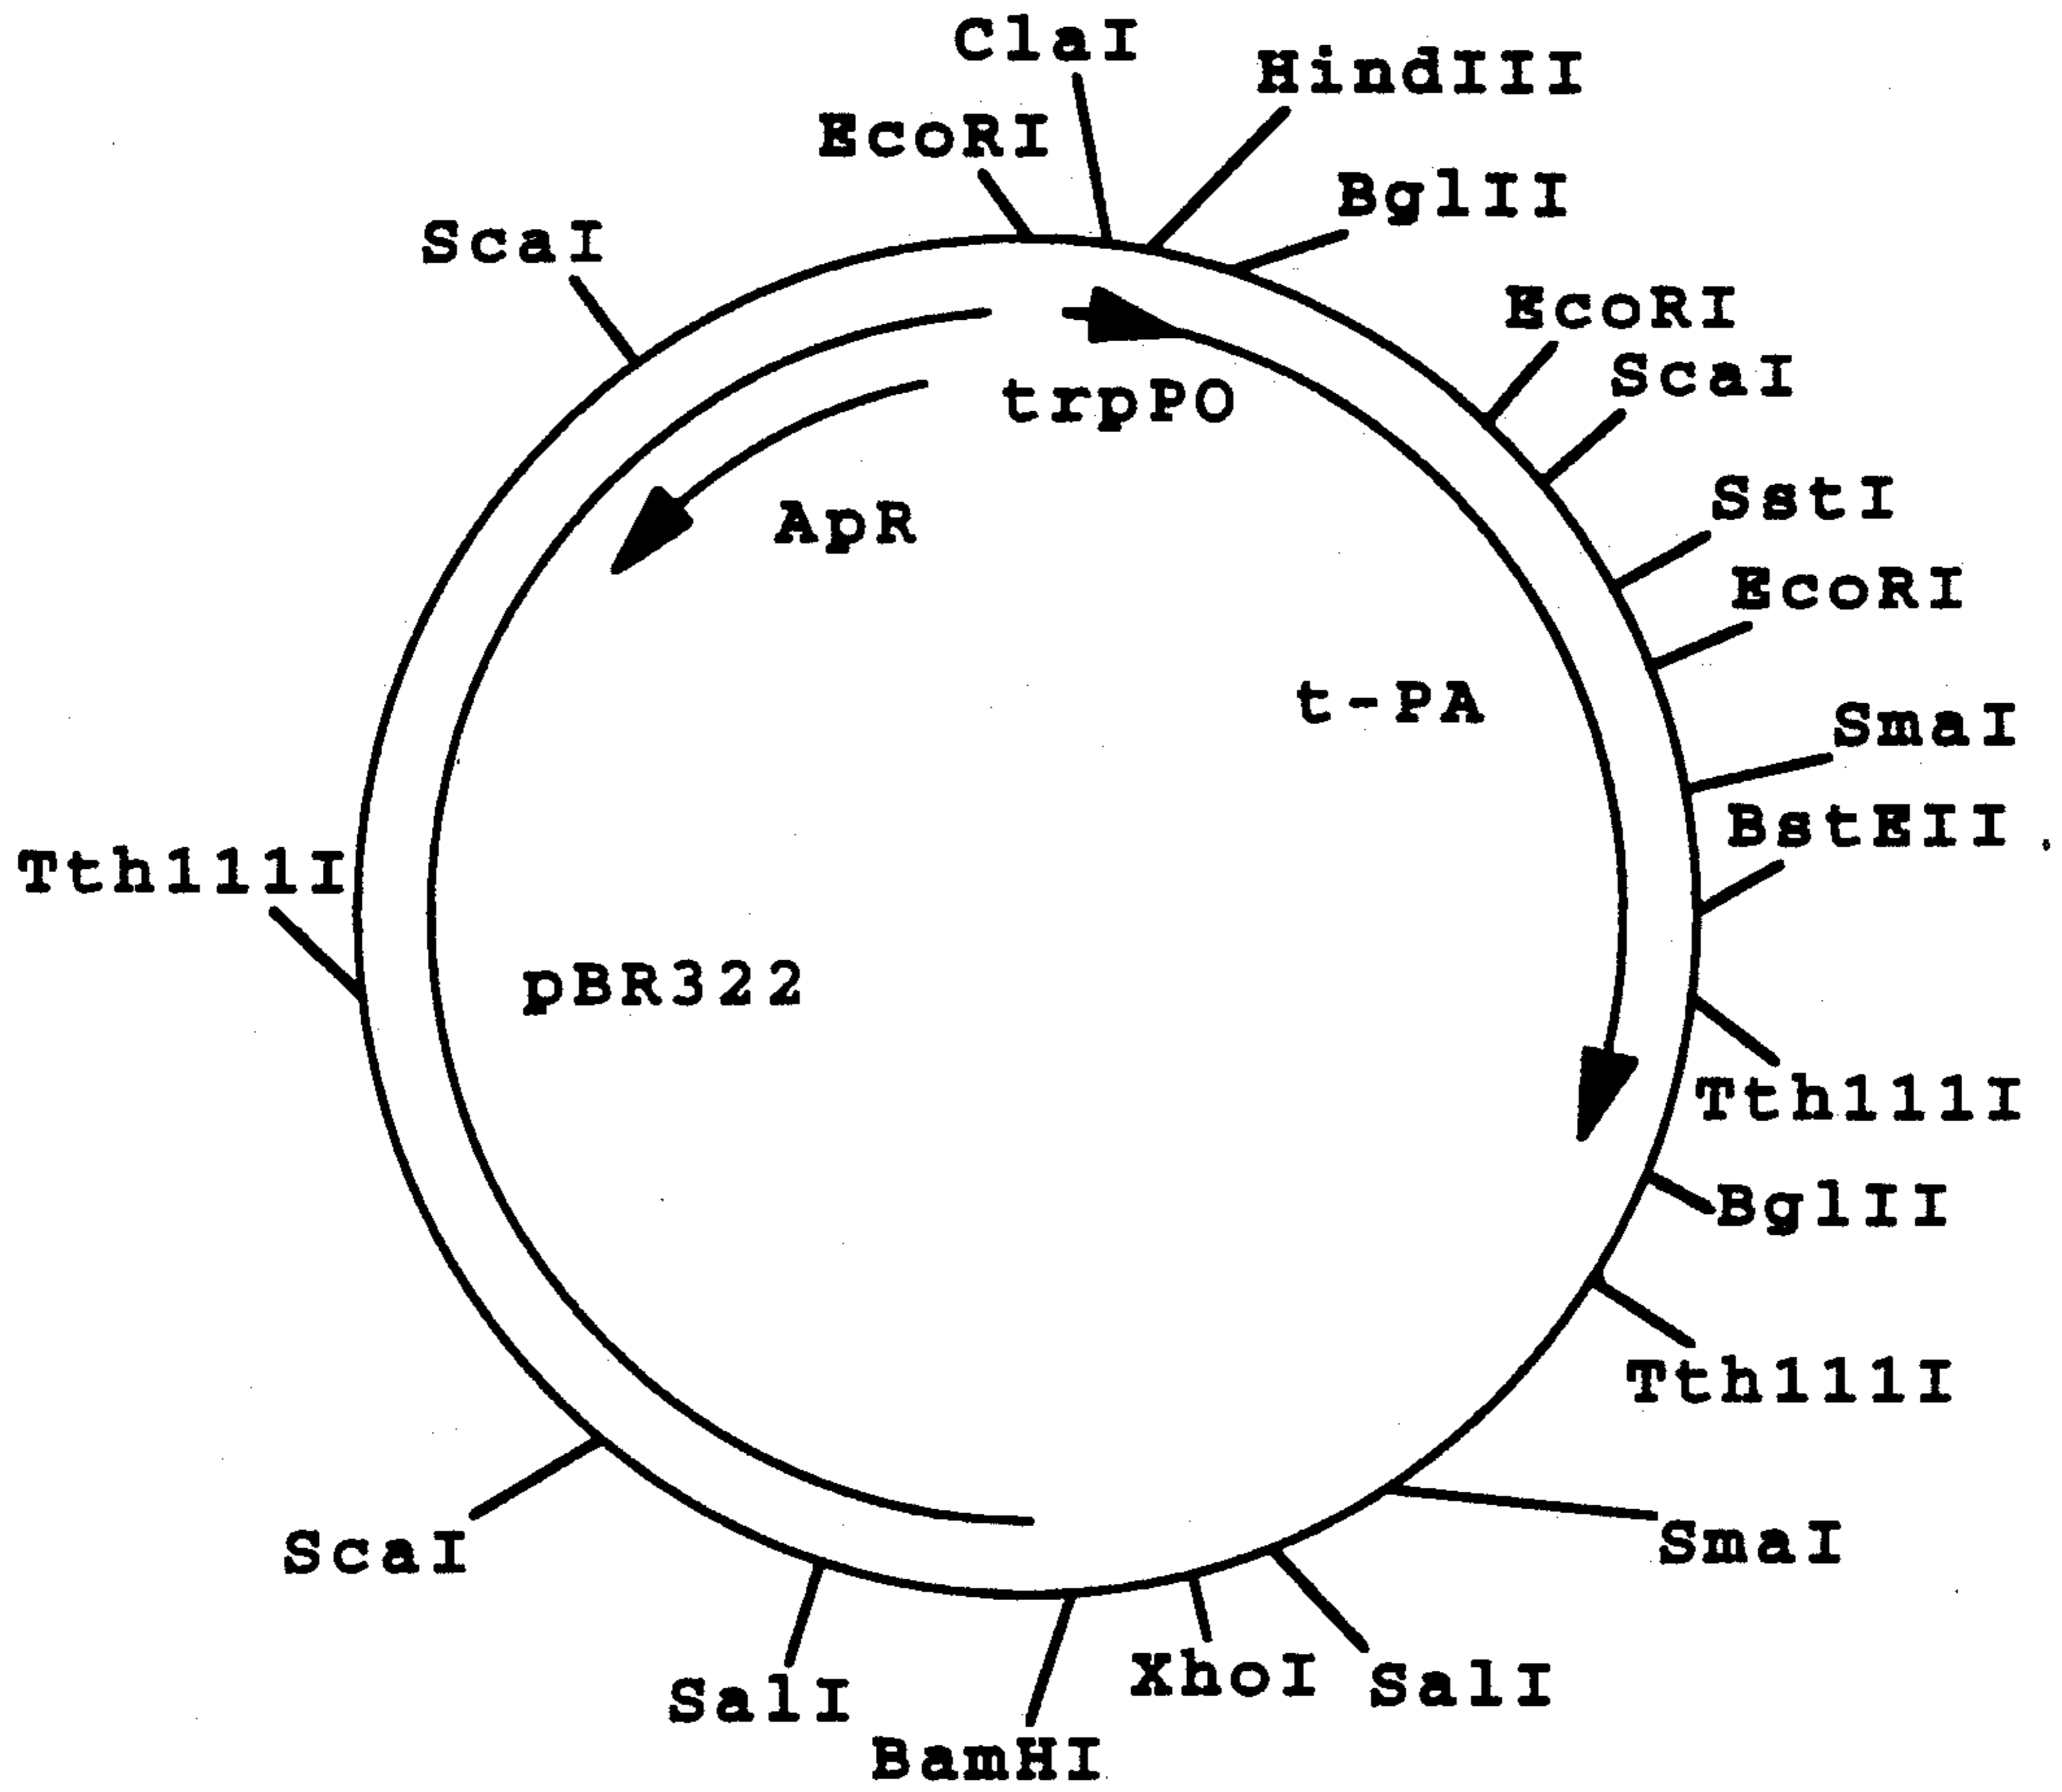 ClaI
HindIII
EcoRI
BglII
ScaI
EcoRI
ScaI
trpPO
SstI
ApR
EcoRI
t-PA
SmaI
BstEII
Tth111I
pBR322
Tth111I
BglII
Tth111I
SmaI
ScaI
XhoI
SalI
SalI
BamHI